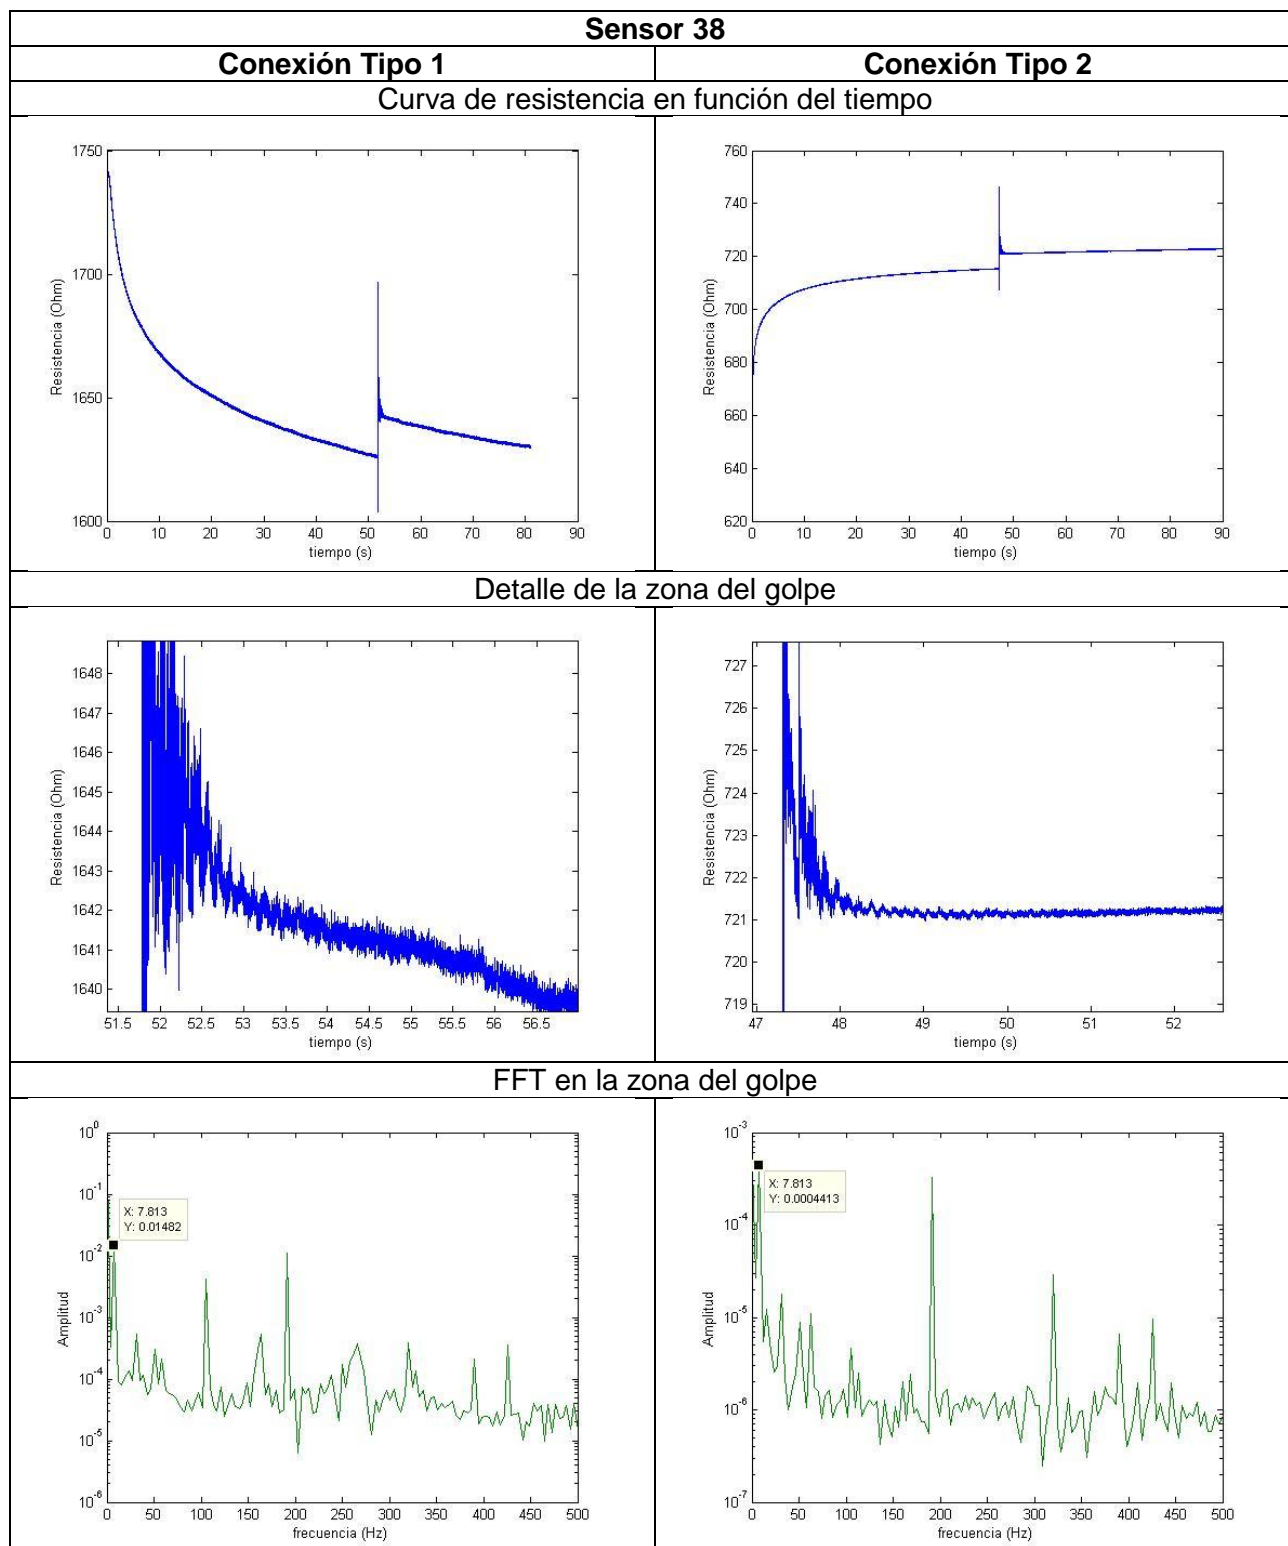 Sensor 38
Conexión Tipo 1
Conexión Tipo 2
Curva de resistencia en función del tiempo
1750
1700
1650
1600
Resistencia (Ohm)
0 10 20 30 40 50 60 70 80 90
tiempo (s)
760
740
720
700
680
660
640
620
Resistencia (Ohm)
0 10 20 30 40 50 60 70 80 90
tiempo (s)
Detalle de la zona del golpe
1648
1647
1646
1645
1644
1643
1642
1641
1640
Resistencia (Ohm)
51.5 52 52.5 53 53.5 54 54.5 55 55.5 56 56.5
tiempo (s)
727
726
725
724
723
722
721
720
719
Resistencia (Ohm)
47 48 49 50 51 52
tiempo (s)
FFT en la zona del golpe
10^0
10^-1
10^-2
10^-3
10^-4
10^-5
10^-6
Amplitud
X: 7.813
Y: 0.01482
0 50 100 150 200 250 300 350 400 450 500
frecuencia (Hz)
10^-3
10^-4
10^-5
10^-6
10^-7
Amplitud
X: 7.813
Y: 0.0004413
0 50 100 150 200 250 300 350 400 450 500
frecuencia (Hz)